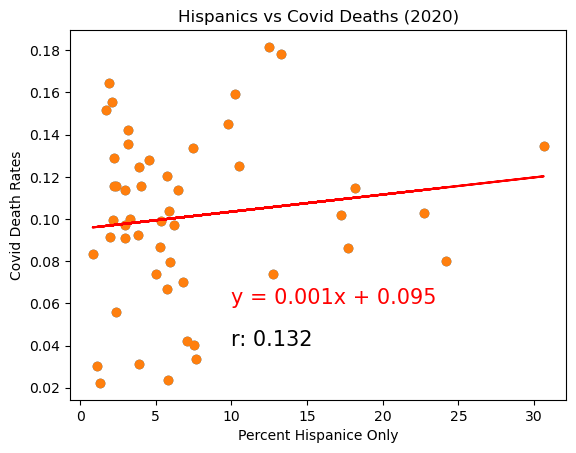 Hispanics vs Covid Deaths (2020)
Covid Death Rates
0.18
0.16
0.14
0.12
0.10
0.08
0.06
0.04
0.02
y = 0.001x + 0.095
r: 0.132
0 5 10 15 20 25 30
Percent Hispanice Only